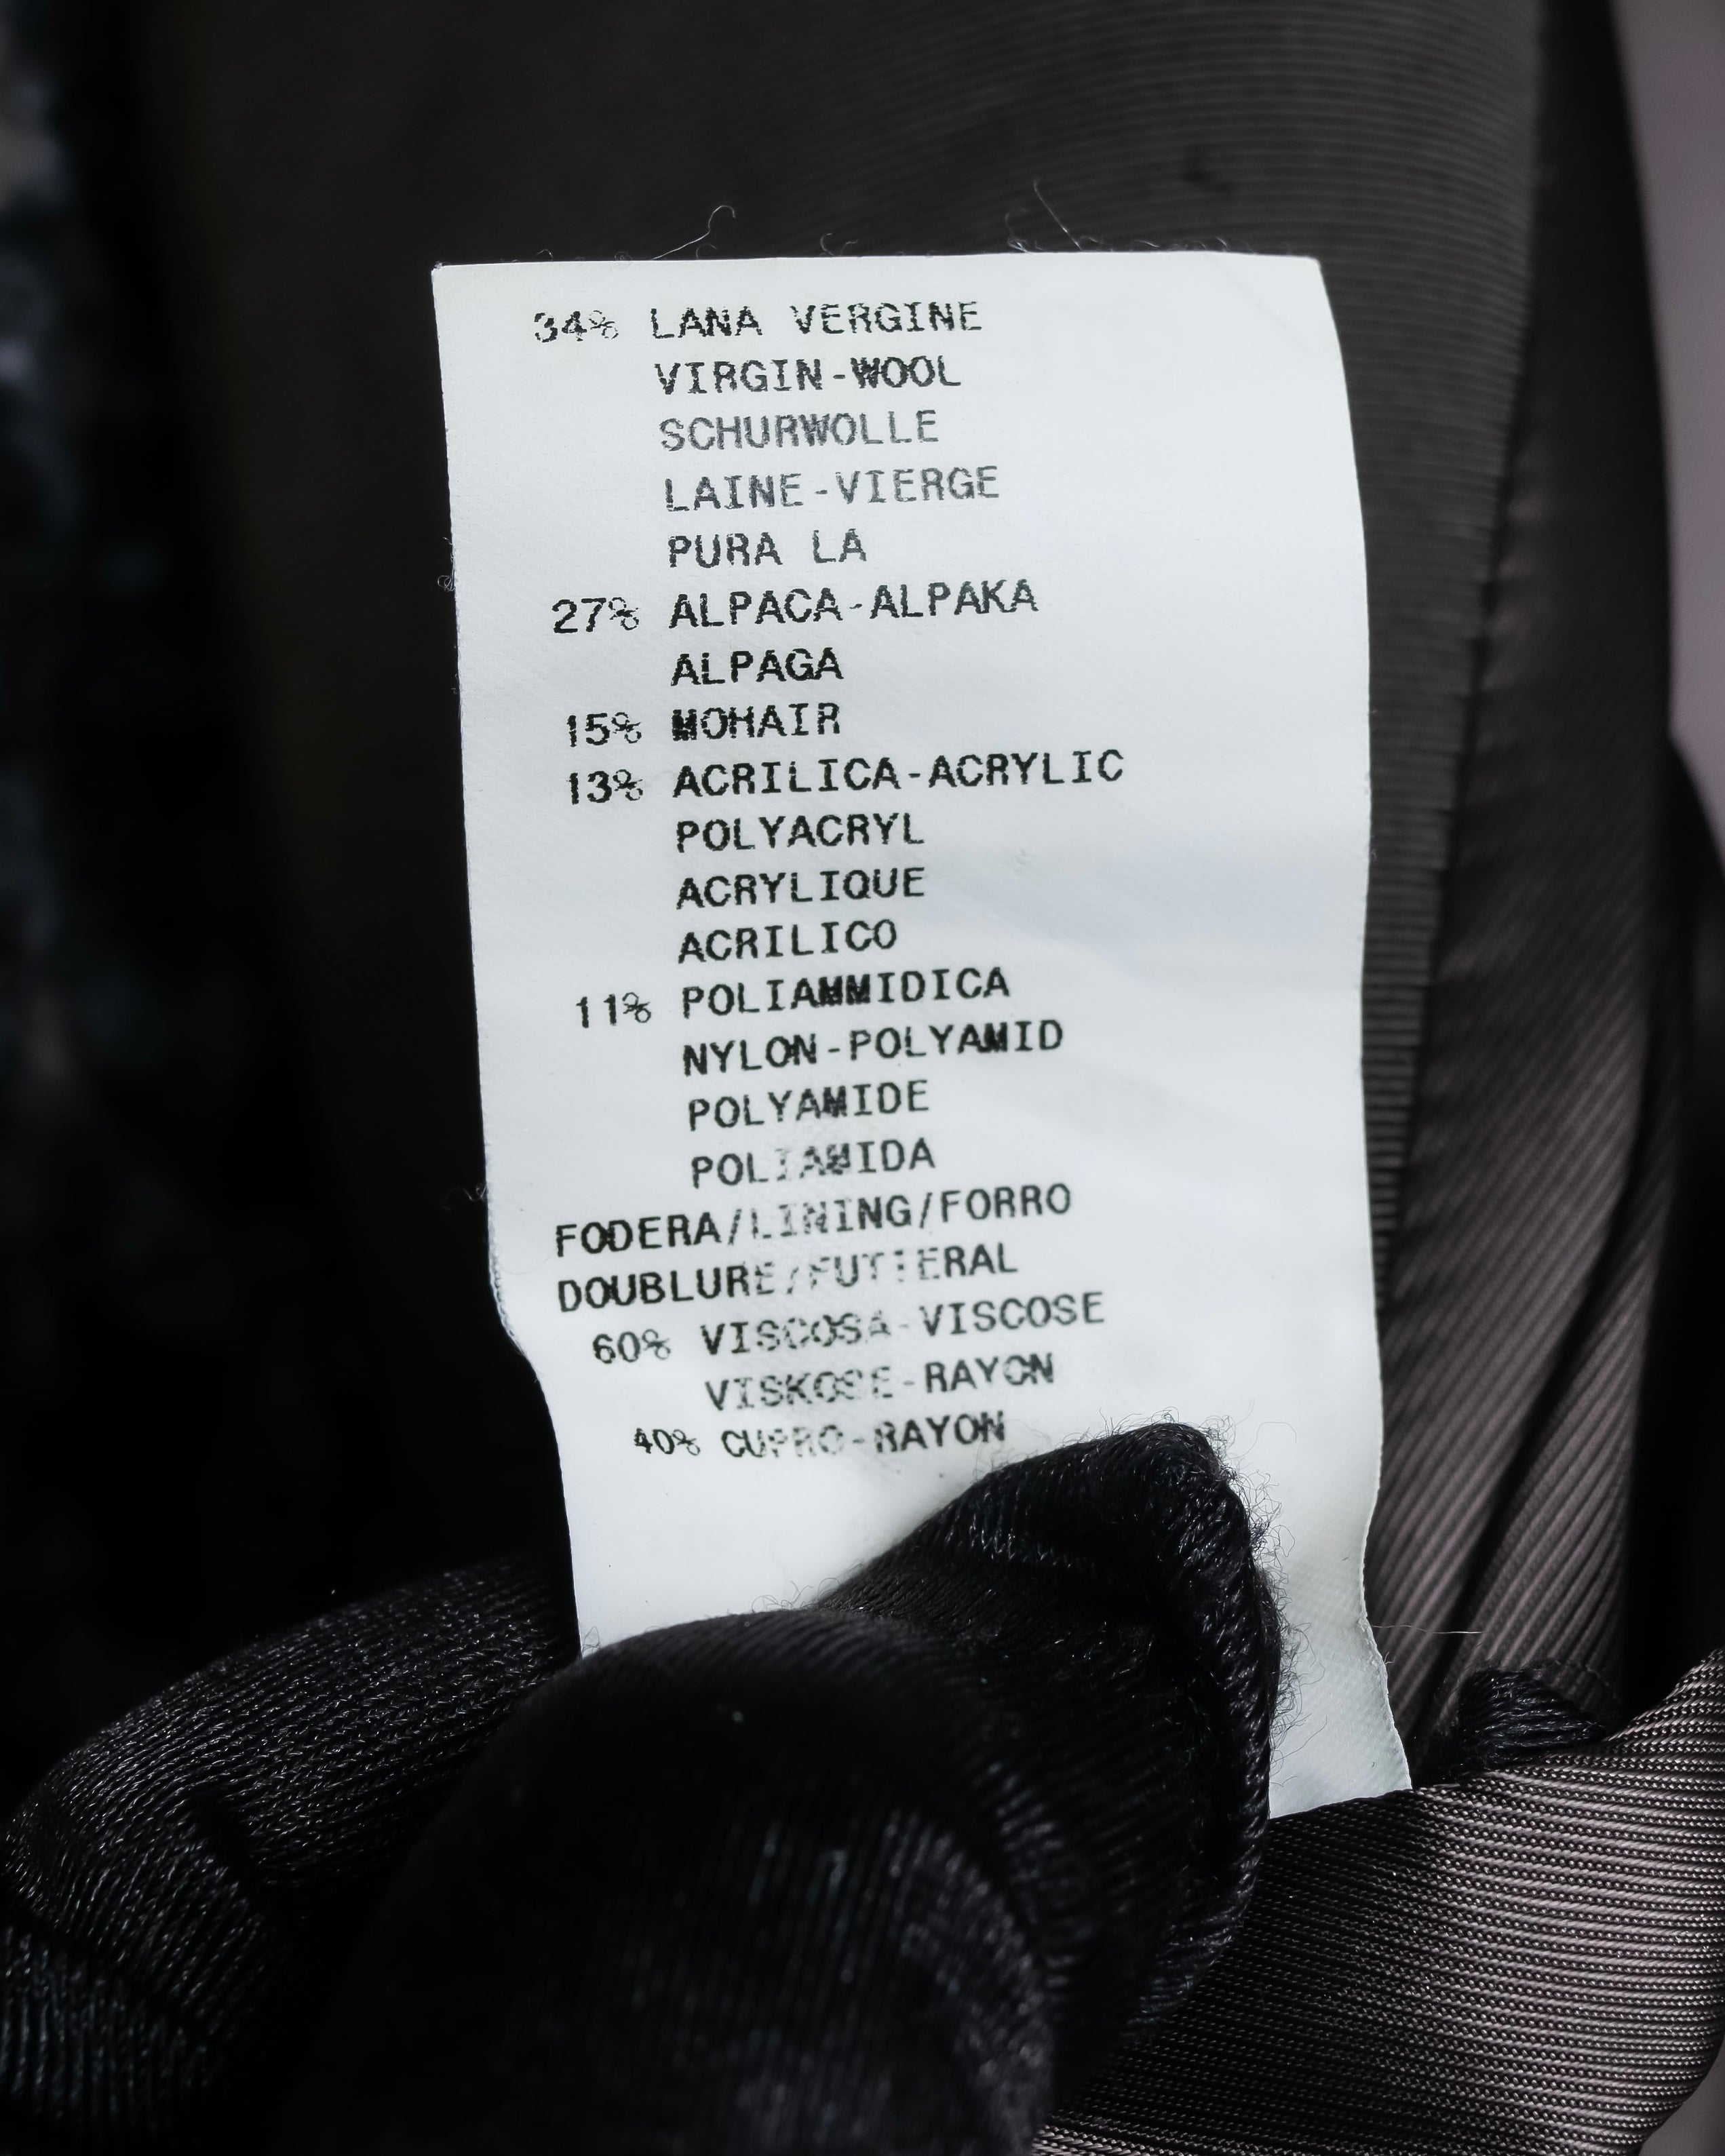 34% LANA VERGINE
VIRGIN-WOOL
SCHURWOLLE
LAINE-VIERGE
PURA LA
27% ALPACA-ALPAKA
ALPAGA
15% MOHAIR
13% ACRILICA-ACRYLIC
POLYACRYL
ACRYLIQUE
ACRILICO
11% POLIAMMIDICA
NYLON-POLYAMID
POLYAMIDE
POLIAMIDA
FODERA/LINING/FORRO
DOUBLURE/FUTTERAL
60% VISCOSA-VISCOSE
VISKOSE-RAYON
40% CUPRO-RAYON